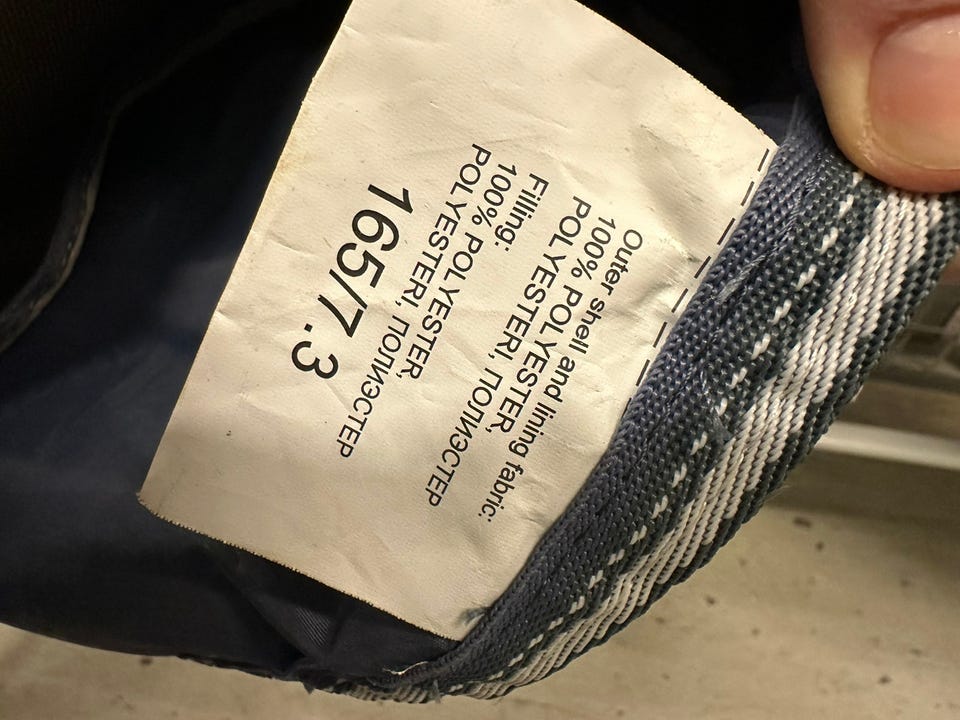 Outer shell and lining fabric:
100% POLYESTER,
POLYESTERI, ПОЛИЭСТЕР
Filling:
100% POLYESTER,
POLYESTERI, ПОЛИЭСТЕР
165/7.3